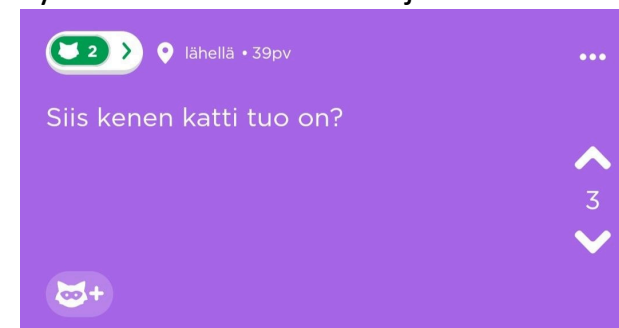 2 lähellä • 39pv
Siis kenen katti tuo on?
3